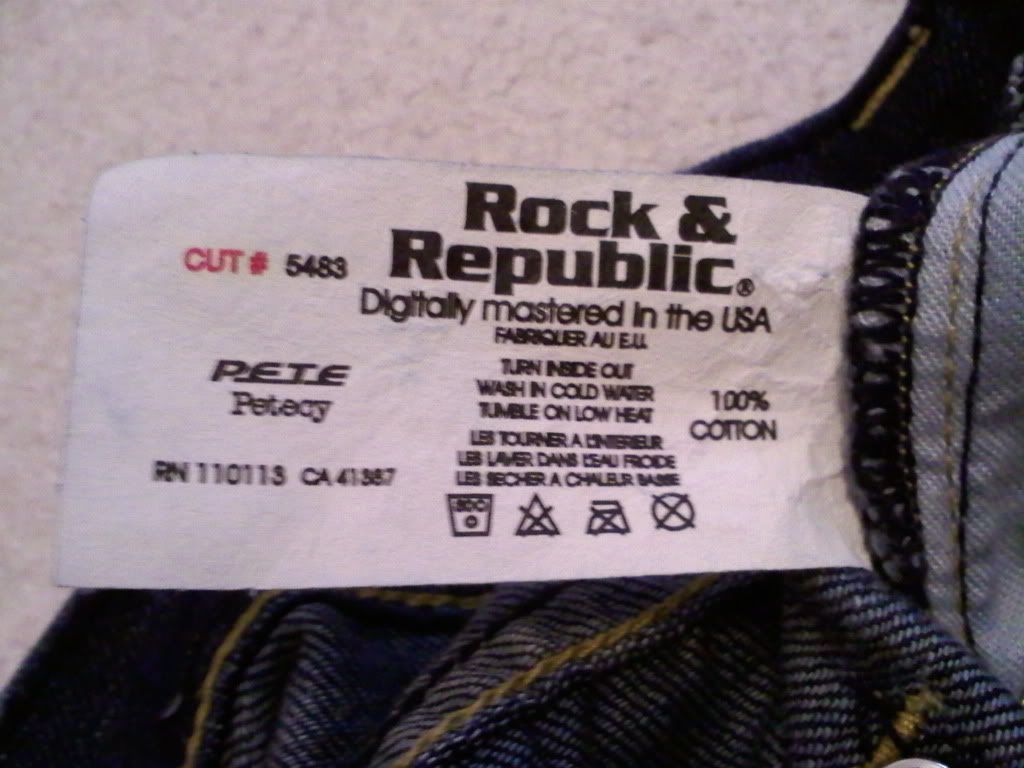 Rock &
Republic®
Digitally mastered in the USA
FABRIQUER AU E.U.
CUT # 5483
P.E.T.E
Petedy
RN 110113 CA 41387
TURN INSIDE OUT
WASH IN COLD WATER
TUMBLE ON LOW HEAT
LES TOURNER A L'INTERIEUR
LES LAVER DANS L'EAU FROIDE
LES SECHER A CHALEUR BASSE
100%
COTTON